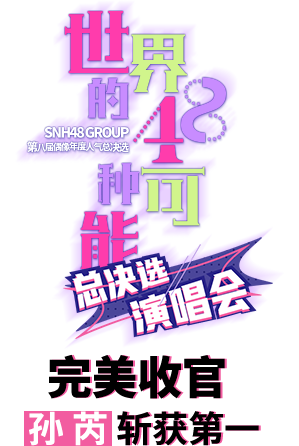 世界的48种可能
SNH48 GROUP
第八届偶像年度人气总决选
总决选
演唱会
完美收官
孙芮 斩获第一